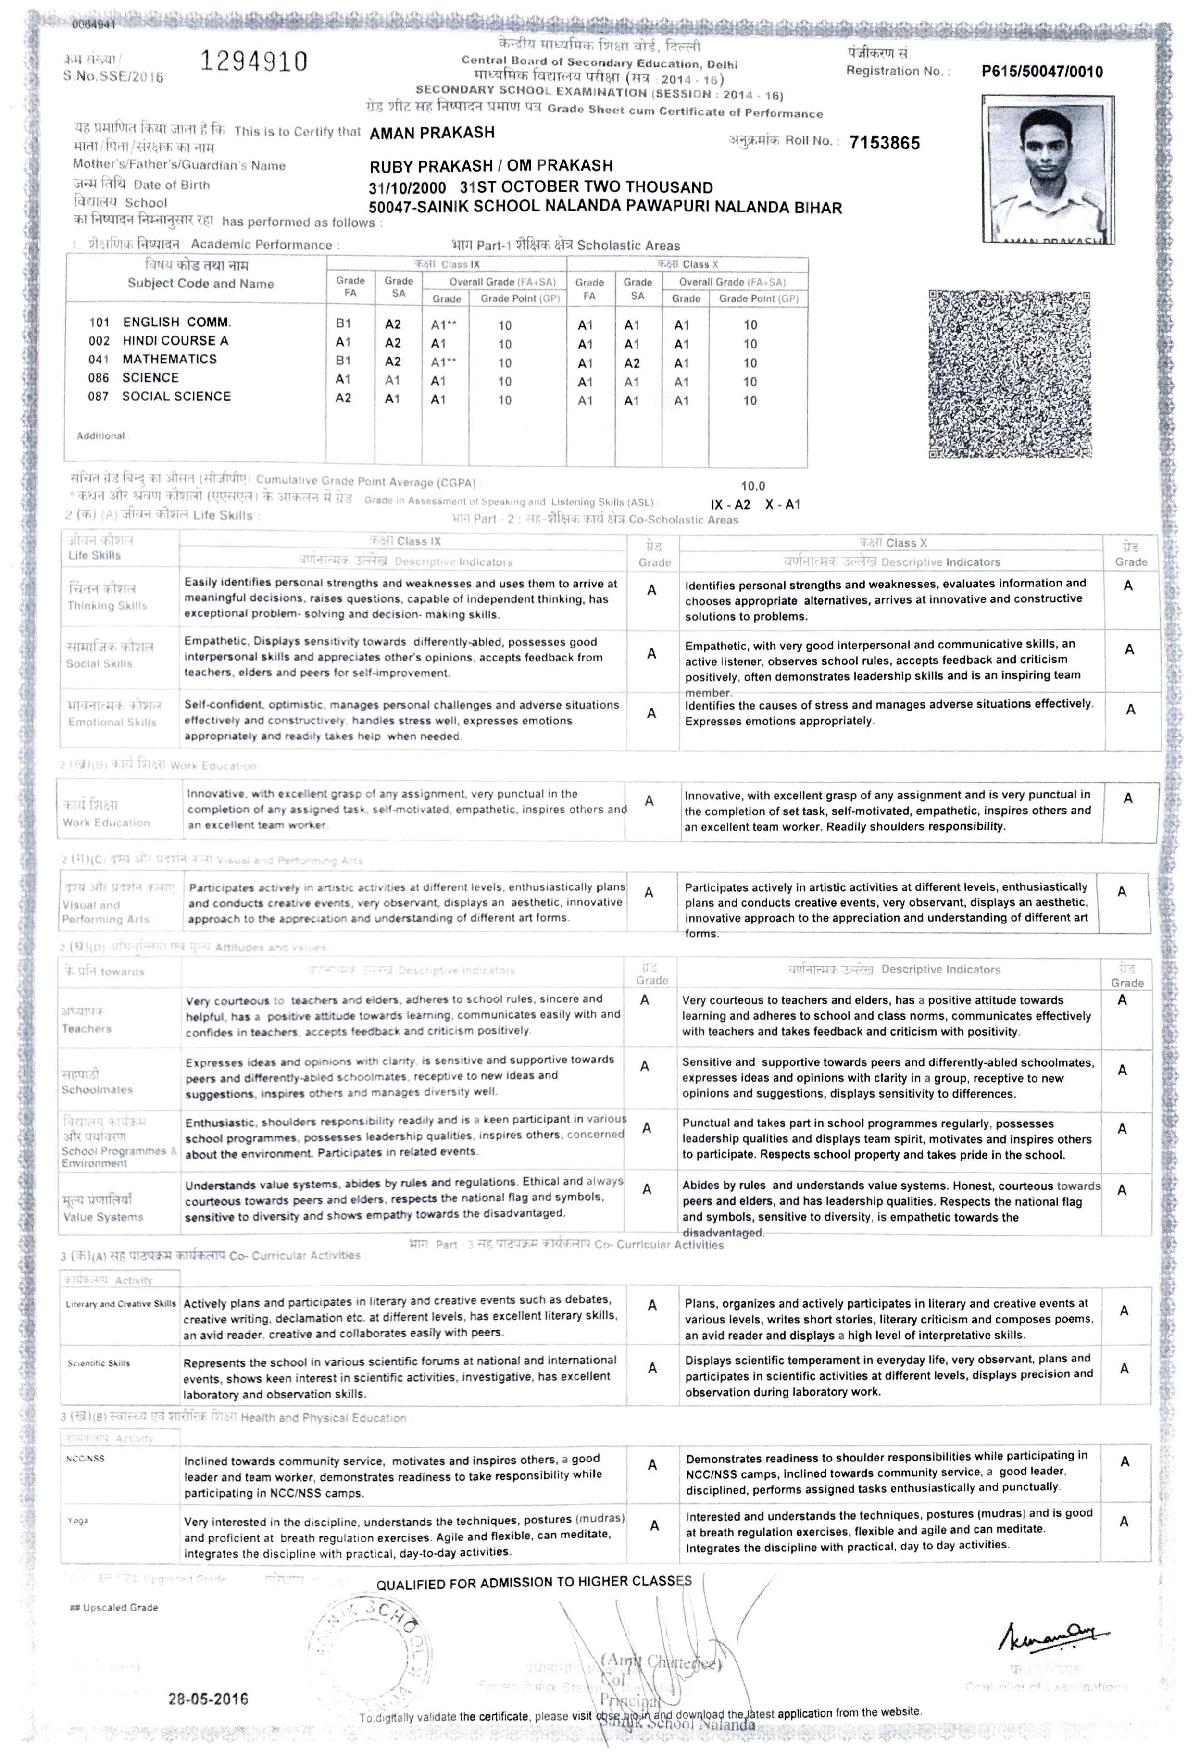 0064941
क्रम संख्या/
S.No.SSE/2016
1294910
केन्द्रीय माध्यमिक शिक्षा बोर्ड, दिल्ली
Central Board of Secondary Education, Delhi
माध्यमिक विद्यालय परीक्षा (सत्र : 2014 - 16)
SECONDARY SCHOOL EXAMINATION (SESSION : 2014 - 16)
ग्रेड शीट सह निष्पादन प्रमाण पत्र Grade Sheet cum Certificate of Performance
पंजीकरण सं.
Registration No. : P615/50047/0010
यह प्रमाणित किया जाता है कि This is to Certify that AMAN PRAKASH
अनुक्रमांक Roll No. : 7153865
माता/पिता/संरक्षक का नाम
Mother's/Father's/Guardian's Name RUBY PRAKASH / OM PRAKASH
जन्म तिथि Date of Birth 31/10/2000 31ST OCTOBER TWO THOUSAND
विद्यालय School 50047-SAINIK SCHOOL NALANDA PAWAPURI NALANDA BIHAR
का निष्पादन निम्नानुसार रहा has performed as follows :
AMAN PRAKASH
1. शैक्षणिक निष्पादन Academic Performance : भाग Part-1 शैक्षिक क्षेत्र Scholastic Areas
विषय कोड तथा नाम
Subject Code and Name
कक्षा Class IX कक्षा Class X
Grade FA Grade SA Overall Grade (FA+SA) Grade FA Grade SA Overall Grade (FA+SA)
Grade Grade Point (GP) Grade Grade Point (GP)
101 ENGLISH COMM. B1 A2 A1** 10 A1 A1 A1 10
002 HINDI COURSE A A1 A2 A1 10 A1 A1 A1 10
041 MATHEMATICS B1 A2 A1** 10 A1 A2 A1 10
086 SCIENCE A1 A1 A1 10 A1 A1 A1 10
087 SOCIAL SCIENCE A2 A1 A1 10 A1 A1 A1 10
Additional :
संचित ग्रेड बिन्दु का औसत (सीजीपीए) Cumulative Grade Point Average (CGPA) : 10.0
* कथन और श्रवण कौशलों (एएसएल) के आकलन में ग्रेड Grade in Assessment of Speaking and Listening Skills (ASL) : IX - A2 X - A1
2 (क) (A) जीवन कौशल Life Skills : भाग Part - 2 : सह-शैक्षिक कार्य क्षेत्र Co-Scholastic Areas
जीवन कौशल
Life Skills
कक्षा Class IX ग्रेड कक्षा Class X ग्रेड
वर्णनात्मक उल्लेख Descriptive Indicators Grade वर्णनात्मक उल्लेख Descriptive Indicators Grade
चिंतन कौशल
Thinking Skills
Easily identifies personal strengths and weaknesses and uses them to arrive at
meaningful decisions, raises questions, capable of independent thinking, has
exceptional problem- solving and decision- making skills.
A
Identifies personal strengths and weaknesses, evaluates information and
chooses appropriate alternatives, arrives at innovative and constructive
solutions to problems.
A
सामाजिक कौशल
Social Skills
Empathetic, Displays sensitivity towards differently-abled, possesses good
interpersonal skills and appreciates other's opinions, accepts feedback from
teachers, elders and peers for self-improvement.
A
Empathetic, with very good interpersonal and communicative skills, an
active listener, observes school rules, accepts feedback and criticism
positively, often demonstrates leadership skills and is an inspiring team
member.
A
भावनात्मक कौशल
Emotional Skills
Self-confident, optimistic, manages personal challenges and adverse situations
effectively and constructively, handles stress well, expresses emotions
appropriately and readily takes help when needed.
A
Identifies the causes of stress and manages adverse situations effectively.
Expresses emotions appropriately.
A
2 (ख)(B) कार्य शिक्षा Work Education
कार्य शिक्षा
Work Education
Innovative, with excellent grasp of any assignment, very punctual in the
completion of any assigned task, self-motivated, empathetic, inspires others and
an excellent team worker.
A
Innovative, with excellent grasp of any assignment and is very punctual in
the completion of set task, self-motivated, empathetic, inspires others and
an excellent team worker. Readily shoulders responsibility.
A
2 (ग)(C) दृश्य और प्रदर्शन कला Visual and Performing Arts
दृश्य और प्रदर्शन कलाएं
Visual and
Performing Arts
Participates actively in artistic activities at different levels, enthusiastically plans
and conducts creative events, very observant, displays an aesthetic, innovative
approach to the appreciation and understanding of different art forms.
A
Participates actively in artistic activities at different levels, enthusiastically
plans and conducts creative events, very observant, displays an aesthetic,
innovative approach to the appreciation and understanding of different art
forms.
A
2 (घ)(D) अभिवृत्तियां एवं मूल्य Attitudes and Values
के प्रति towards वर्णनात्मक उल्लेख Descriptive Indicators ग्रेड Grade वर्णनात्मक उल्लेख Descriptive Indicators ग्रेड Grade
अध्यापक
Teachers
Very courteous to teachers and elders, adheres to school rules, sincere and
helpful, has a positive attitude towards learning, communicates easily with and
confides in teachers, accepts feedback and criticism positively.
A
Very courteous to teachers and elders, has a positive attitude towards
learning and adheres to school and class norms, communicates effectively
with teachers and takes feedback and criticism with positivity.
A
सहपाठी
Schoolmates
Expresses ideas and opinions with clarity, is sensitive and supportive towards
peers and differently-abled schoolmates, receptive to new ideas and
suggestions, inspires others and manages diversity well.
A
Sensitive and supportive towards peers and differently-abled schoolmates,
expresses ideas and opinions with clarity in a group, receptive to new
opinions and suggestions, displays sensitivity to differences.
A
विद्यालय कार्यक्रम
और पर्यावरण
School Programmes &
Environment
Enthusiastic, shoulders responsibility readily and is a keen participant in various
school programmes, possesses leadership qualities, inspires others, concerned
about the environment. Participates in related events.
A
Punctual and takes part in school programmes regularly, possesses
leadership qualities and displays team spirit, motivates and inspires others
to participate. Respects school property and takes pride in the school.
A
मूल्य प्रणालियाँ
Value Systems
Understands value systems, abides by rules and regulations. Ethical and always
courteous towards peers and elders, respects the national flag and symbols,
sensitive to diversity and shows empathy towards the disadvantaged.
A
Abides by rules and understands value systems. Honest, courteous towards
peers and elders, and has leadership qualities. Respects the national flag
and symbols, sensitive to diversity, is empathetic towards the
disadvantaged.
A
भाग Part - 3 सह पाठ्यक्रम कार्यकलाप Co- Curricular Activities
3 (क)(A) सह पाठ्यक्रम कार्यकलाप Co- Curricular Activities :
कार्यकलाप Activity
Literary and Creative Skills
Actively plans and participates in literary and creative events such as debates,
creative writing, declamation etc. at different levels, has excellent literary skills,
an avid reader, creative and collaborates easily with peers.
A
Plans, organizes and actively participates in literary and creative events at
various levels, writes short stories, literary criticism and composes poems,
an avid reader and displays a high level of interpretative skills.
A
Scientific Skills
Represents the school in various scientific forums at national and international
events, shows keen interest in scientific activities, investigative, has excellent
laboratory and observation skills.
A
Displays scientific temperament in everyday life, very observant, plans and
participates in scientific activities at different levels, displays precision and
observation during laboratory work.
A
3 (ख)(B) स्वास्थ्य एवं शारीरिक शिक्षा Health and Physical Education :
कार्यकलाप Activity
NCC/NSS
Inclined towards community service, motivates and inspires others, a good
leader and team worker, demonstrates readiness to take responsibility while
participating in NCC/NSS camps.
A
Demonstrates readiness to shoulder responsibilities while participating in
NCC/NSS camps, inclined towards community service, a good leader,
disciplined, performs assigned tasks enthusiastically and punctually.
A
Yoga
Very interested in the discipline, understands the techniques, postures (mudras)
and proficient at breath regulation exercises. Agile and flexible, can meditate,
integrates the discipline with practical, day-to-day activities.
A
Interested and understands the techniques, postures (mudras) and is good
at breath regulation exercises, flexible and agile and can meditate.
Integrates the discipline with practical, day to day activities.
A
Upgraded Grade
QUALIFIED FOR ADMISSION TO HIGHER CLASSES
## Upscaled Grade
SCHOOL
(Amit Chatterjee)
Col
Principal
Sainik School Nalanda
Controller of Examinations
28-05-2016
To digitally validate the certificate, please visit cbse.nic.in and download the latest application from the website.